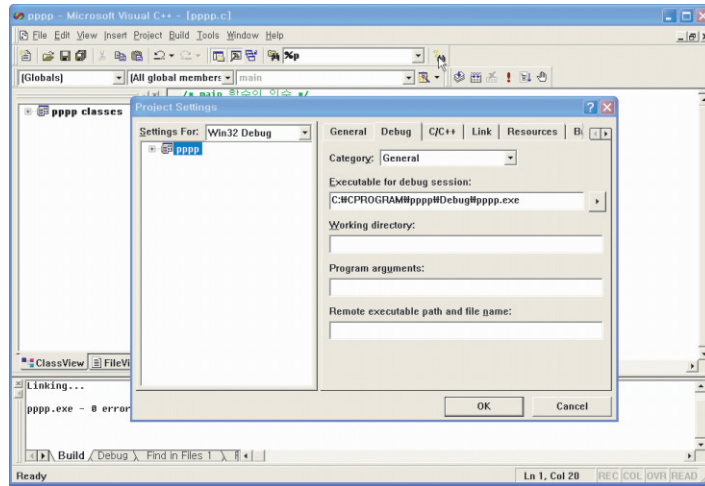 pppp - Microsoft Visual C++ - [pppp.c]
File Edit View Insert Project Build Tools Window Help
%p
(Globals) (All global members main
/* main 함수의 인수 */
pppp classes
Project Settings
Settings For: Win32 Debug
pppp
General Debug C/C++ Link Resources
Category: General
Executable for debug session:
C:₩CPROGRAM₩pppp₩Debug₩pppp.exe
Working directory:
Program arguments:
Remote executable path and file name:
OK Cancel
ClassView FileVi
Linking...
pppp.exe - 0 error
Build Debug Find in Files 1
Ready Ln 1, Col 20 REC COL OVR READ